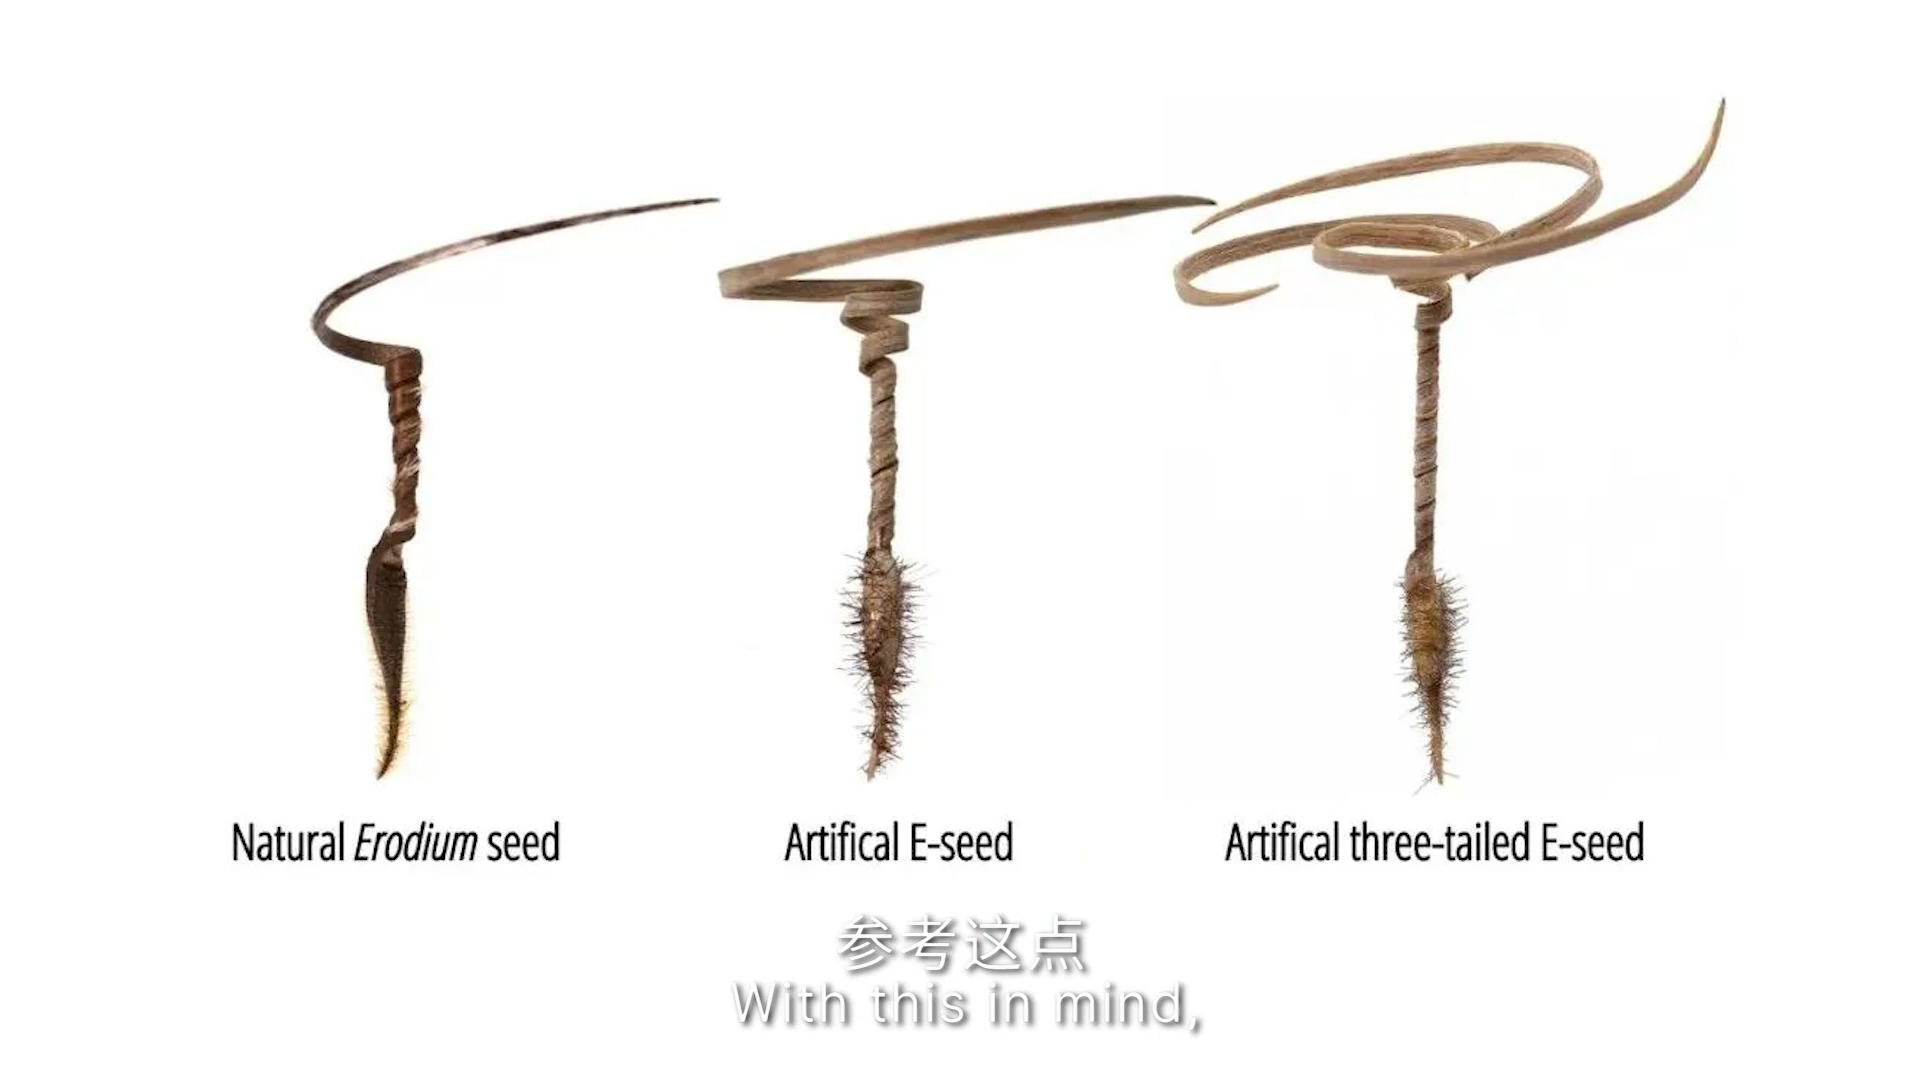 Natural Erodium seed
Artifical E-seed
Artifical three-tailed E-seed
参考这点
With this in mind,